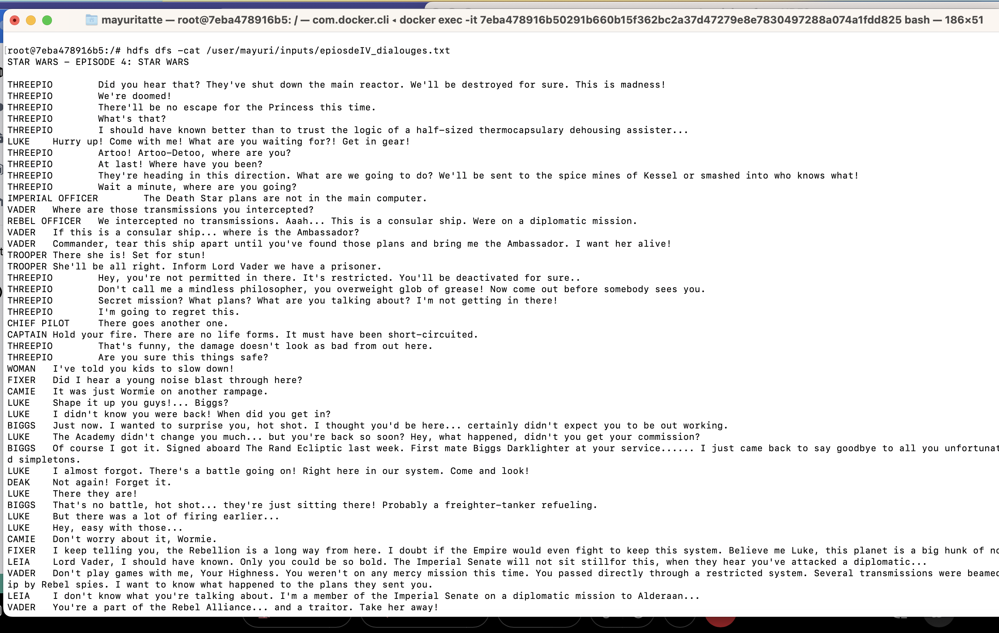 mayuritatte — root@7eba478916b5: / — com.docker.cli ◂ docker exec -it 7eba478916b50291b660b15f362bc2a37d47279e8e7830497288a074a1fdd825 bash — 186×51
[root@7eba478916b5:/# hdfs dfs -cat /user/mayuri/inputs/epiosdeIV_dialouges.txt
STAR WARS - EPISODE 4: STAR WARS
THREEPIO Did you hear that? They've shut down the main reactor. We'll be destroyed for sure. This is madness!
THREEPIO We're doomed!
THREEPIO There'll be no escape for the Princess this time.
THREEPIO What's that?
THREEPIO I should have known better than to trust the logic of a half-sized thermocapsulary dehousing assister...
LUKE Hurry up! Come with me! What are you waiting for?! Get in gear!
THREEPIO Artoo! Artoo-Detoo, where are you?
THREEPIO At last! Where have you been?
THREEPIO They're heading in this direction. What are we going to do? We'll be sent to the spice mines of Kessel or smashed into who knows what!
THREEPIO Wait a minute, where are you going?
IMPERIAL OFFICER The Death Star plans are not in the main computer.
VADER Where are those transmissions you intercepted?
REBEL OFFICER We intercepted no transmissions. Aaah... This is a consular ship. Were on a diplomatic mission.
VADER If this is a consular ship... where is the Ambassador?
VADER Commander, tear this ship apart until you've found those plans and bring me the Ambassador. I want her alive!
TROOPER There she is! Set for stun!
TROOPER She'll be all right. Inform Lord Vader we have a prisoner.
THREEPIO Hey, you're not permitted in there. It's restricted. You'll be deactivated for sure..
THREEPIO Don't call me a mindless philosopher, you overweight glob of grease! Now come out before somebody sees you.
THREEPIO Secret mission? What plans? What are you talking about? I'm not getting in there!
THREEPIO I'm going to regret this.
CHIEF PILOT There goes another one.
CAPTAIN Hold your fire. There are no life forms. It must have been short-circuited.
THREEPIO That's funny, the damage doesn't look as bad from out here.
THREEPIO Are you sure this things safe?
WOMAN I've told you kids to slow down!
FIXER Did I hear a young noise blast through here?
CAMIE It was just Wormie on another rampage.
LUKE Shape it up you guys!... Biggs?
LUKE I didn't know you were back! When did you get in?
BIGGS Just now. I wanted to surprise you, hot shot. I thought you'd be here... certainly didn't expect you to be out working.
LUKE The Academy didn't change you much... but you're back so soon? Hey, what happened, didn't you get your commission?
BIGGS Of course I got it. Signed aboard The Rand Ecliptic last week. First mate Biggs Darklighter at your service...... I just came back to say goodbye to all you unfortunat
d simpletons.
LUKE I almost forgot. There's a battle going on! Right here in our system. Come and look!
DEAK Not again! Forget it.
LUKE There they are!
BIGGS That's no battle, hot shot... they're just sitting there! Probably a freighter-tanker refueling.
LUKE But there was a lot of firing earlier...
LUKE Hey, easy with those...
CAMIE Don't worry about it, Wormie.
FIXER I keep telling you, the Rebellion is a long way from here. I doubt if the Empire would even fight to keep this system. Believe me Luke, this planet is a big hunk of no
LEIA Lord Vader, I should have known. Only you could be so bold. The Imperial Senate will not sit stillfor this, when they hear you've attacked a diplomatic...
VADER Don't play games with me, Your Highness. You weren't on any mercy mission this time. You passed directly through a restricted system. Several transmissions were beamed
ip by Rebel spies. I want to know what happened to the plans they sent you.
LEIA I don't know what you're talking about. I'm a member of the Imperial Senate on a diplomatic mission to Alderaan...
VADER You're a part of the Rebel Alliance... and a traitor. Take her away!